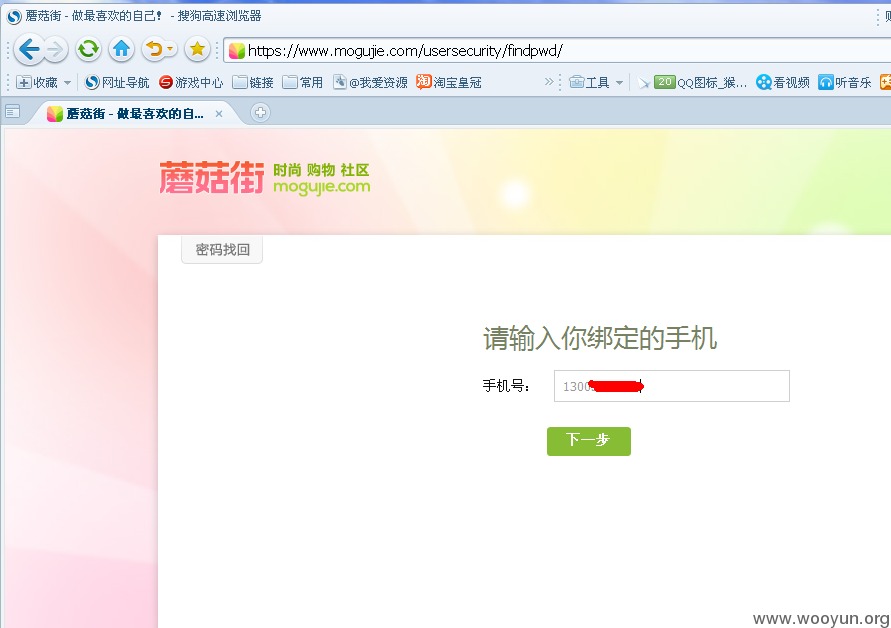 蘑菇街 - 做最喜欢的自己! - 搜狗高速浏览器
https://www.mogujie.com/usersecurity/findpwd/
收藏 网址导航 游戏中心 链接 常用 @我爱资源 淘宝皇冠 » 工具 20 QQ图标_猴... 看视频 听音乐
蘑菇街 - 做最喜欢的自...
蘑菇街 时尚 购物 社区
mogujie.com
密码找回
请输入你绑定的手机
手机号： 1300
下一步
www.wooyun.org